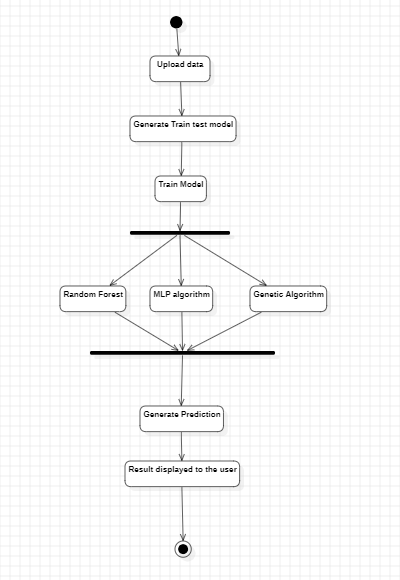 Upload data
Generate Train test model
Train Model
Random Forest
MLP algorithm
Genetic Algorithm
Generate Prediction
Result displayed to the user